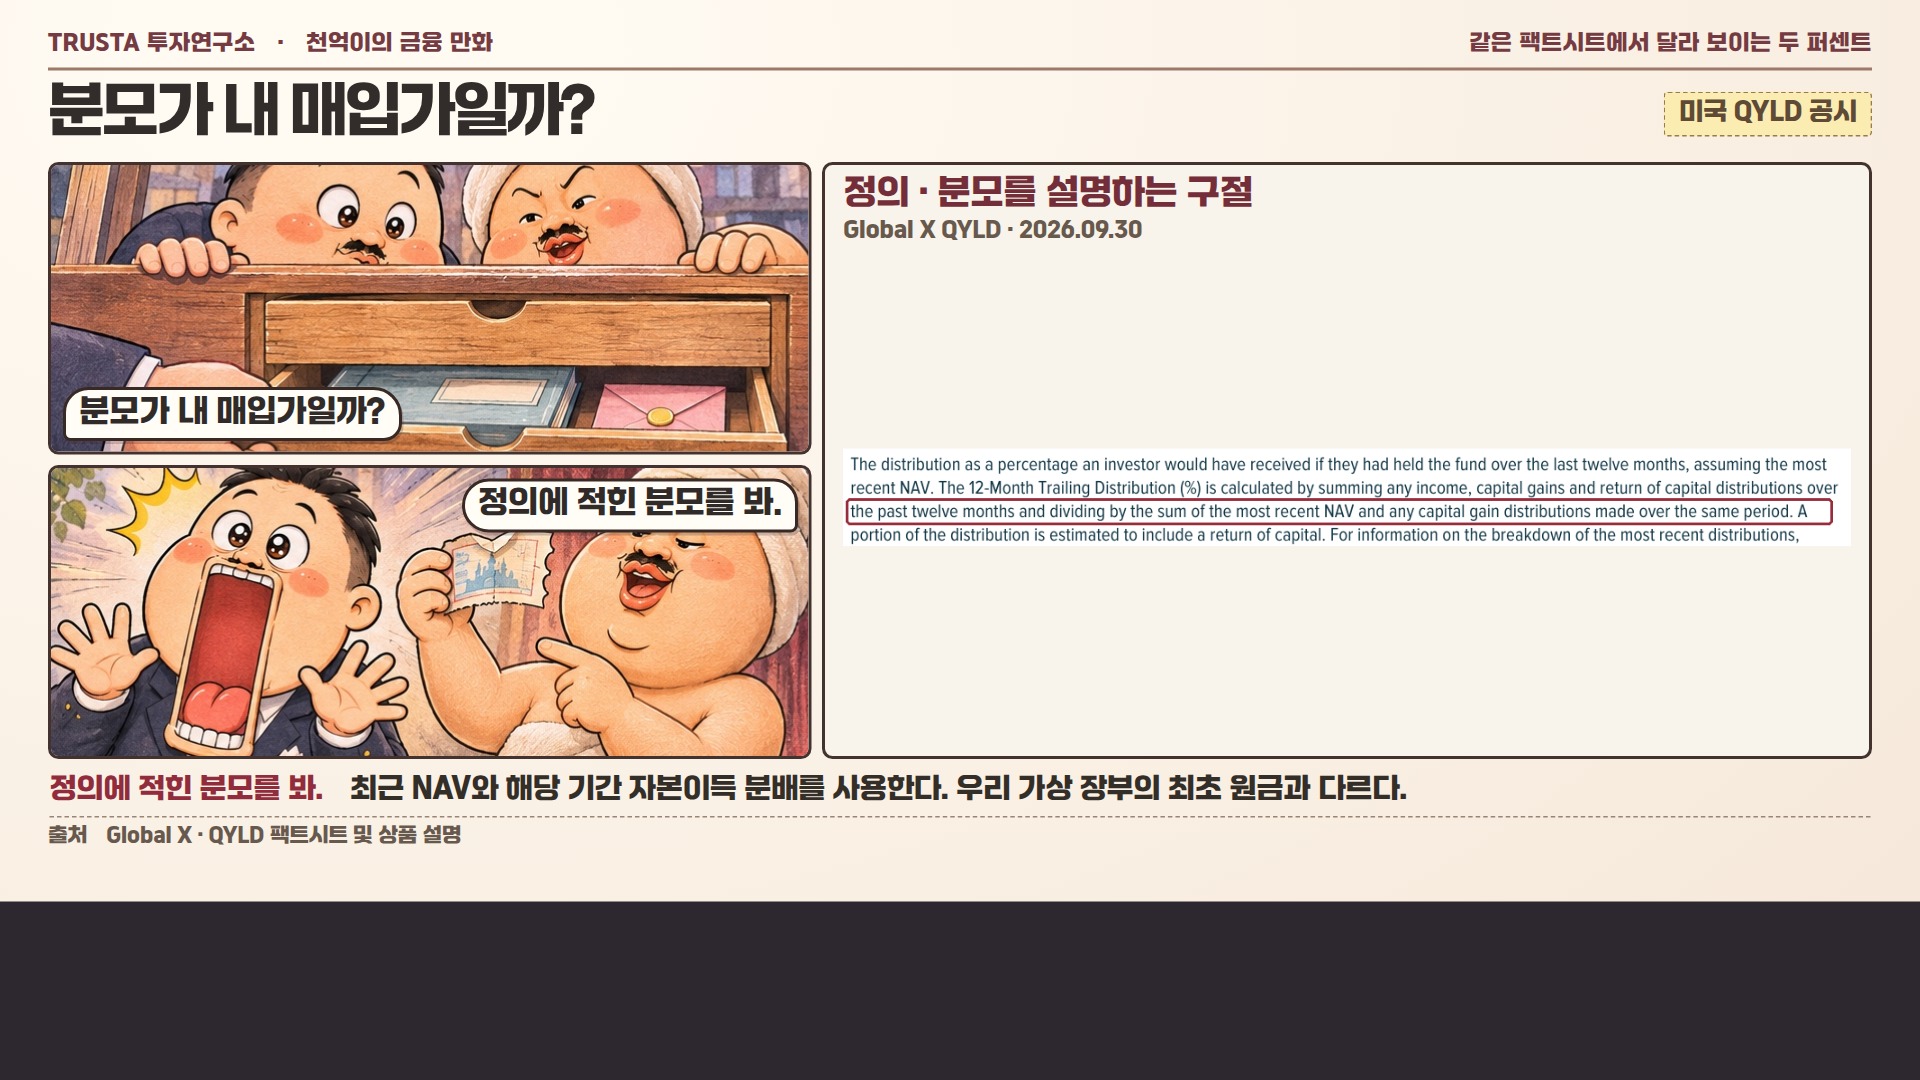 TRUSTA 투자연구소 · 천억이의 금융 만화
같은 팩트시트에서 달라 보이는 두 퍼센트
분모가 내 매입가일까?
미국 QYLD 공시
분모가 내 매입가일까?
정의에 적힌 분모를 봐.
정의 · 분모를 설명하는 구절
Global X QYLD · 2026.09.30
The distribution as a percentage an investor would have received if they had held the fund over the last twelve months, assuming the most
recent NAV. The 12-Month Trailing Distribution (%) is calculated by summing any income, capital gains and return of capital distributions over
the past twelve months and dividing by the sum of the most recent NAV and any capital gain distributions made over the same period. A
portion of the distribution is estimated to include a return of capital. For information on the breakdown of the most recent distributions,
정의에 적힌 분모를 봐. 최근 NAV와 해당 기간 자본이득 분배를 사용한다. 우리 가상 장부의 최초 원금과 다르다.
출처 Global X · QYLD 팩트시트 및 상품 설명